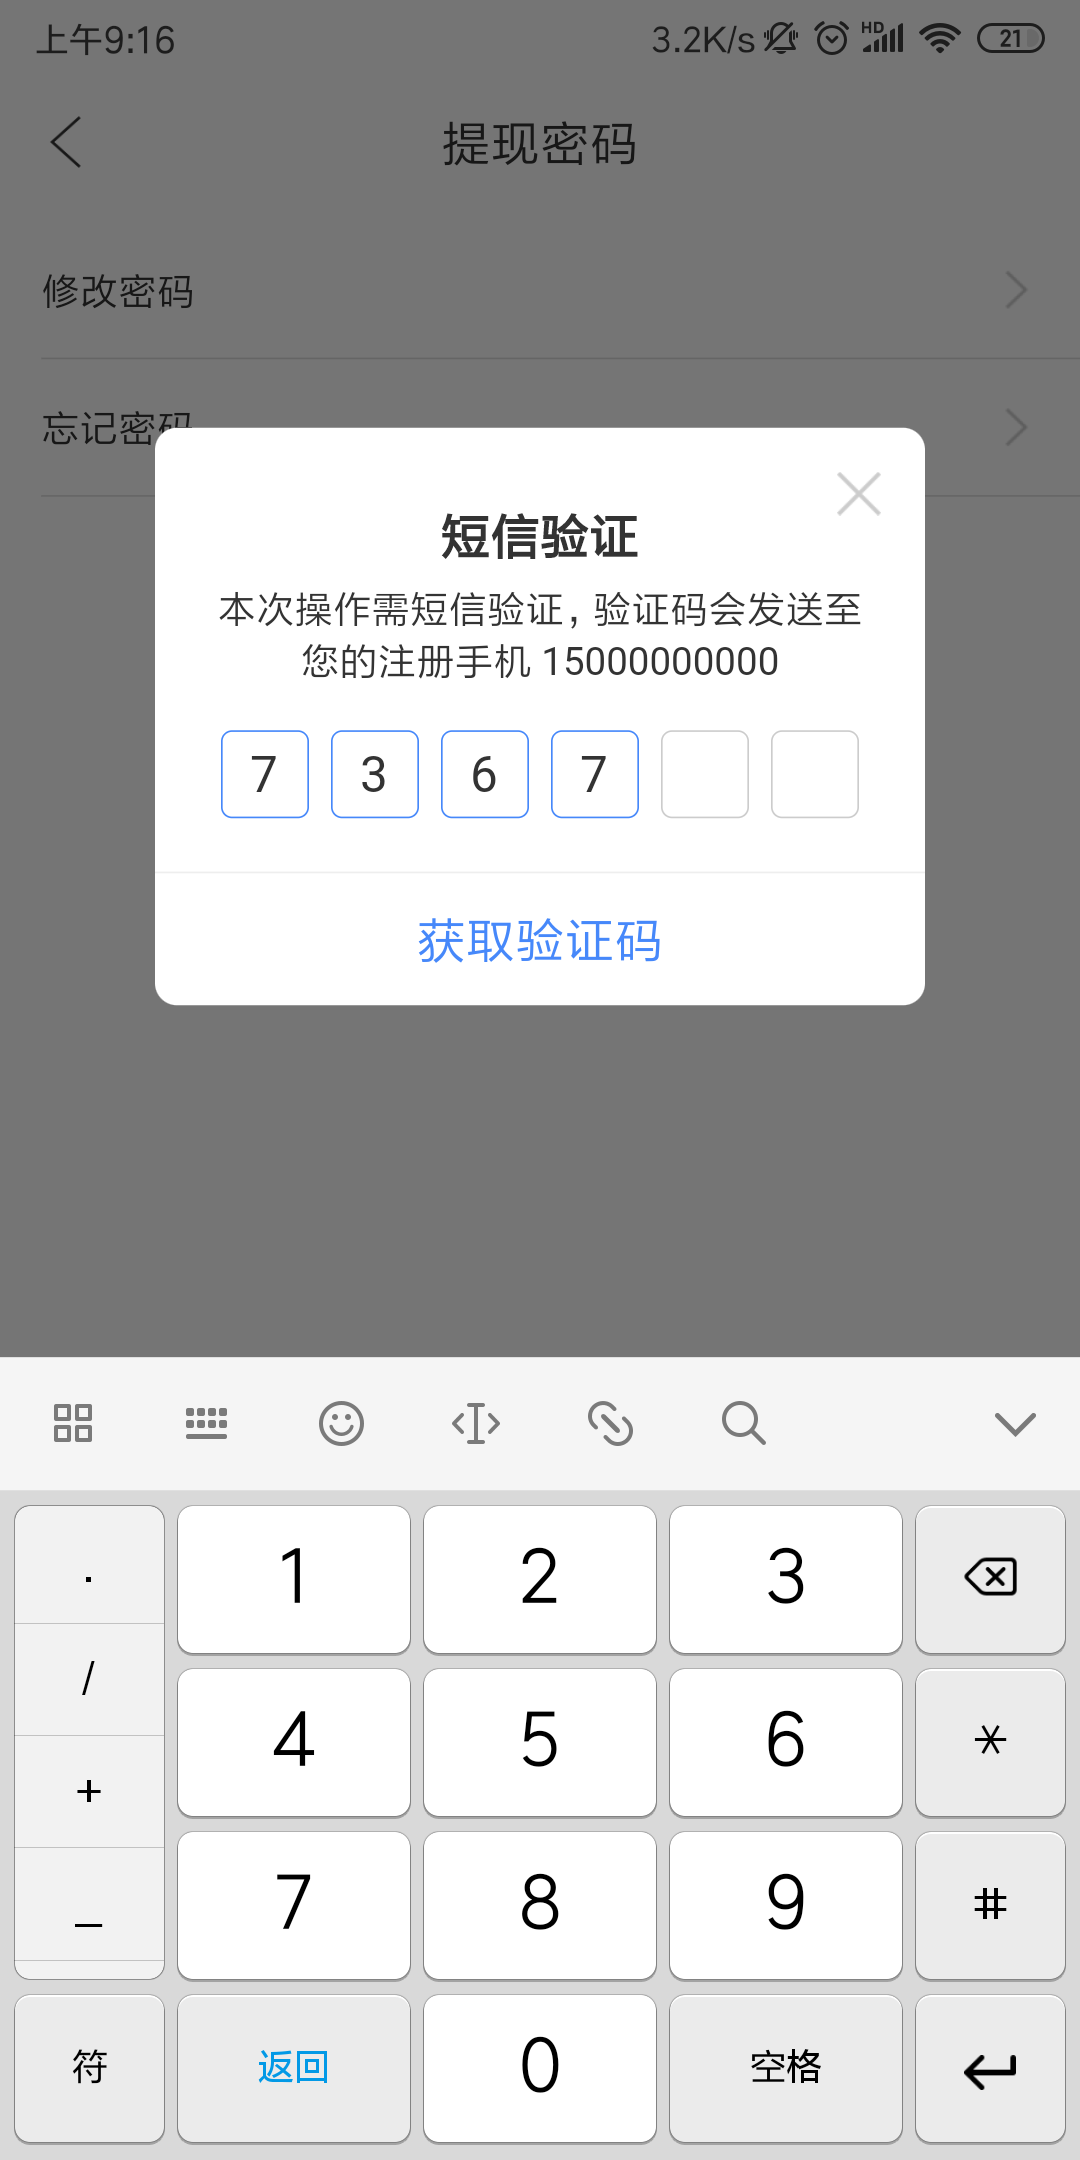 上午9:16
3.2K/s
HD
21
提现密码
修改密码
忘记密码
短信验证
本次操作需短信验证，验证码会发送至
您的注册手机 15000000000
7 3 6 7
获取验证码
. 1 2 3
/ 4 5 6 *
+ 7 8 9 #
_
符 返回 0 空格